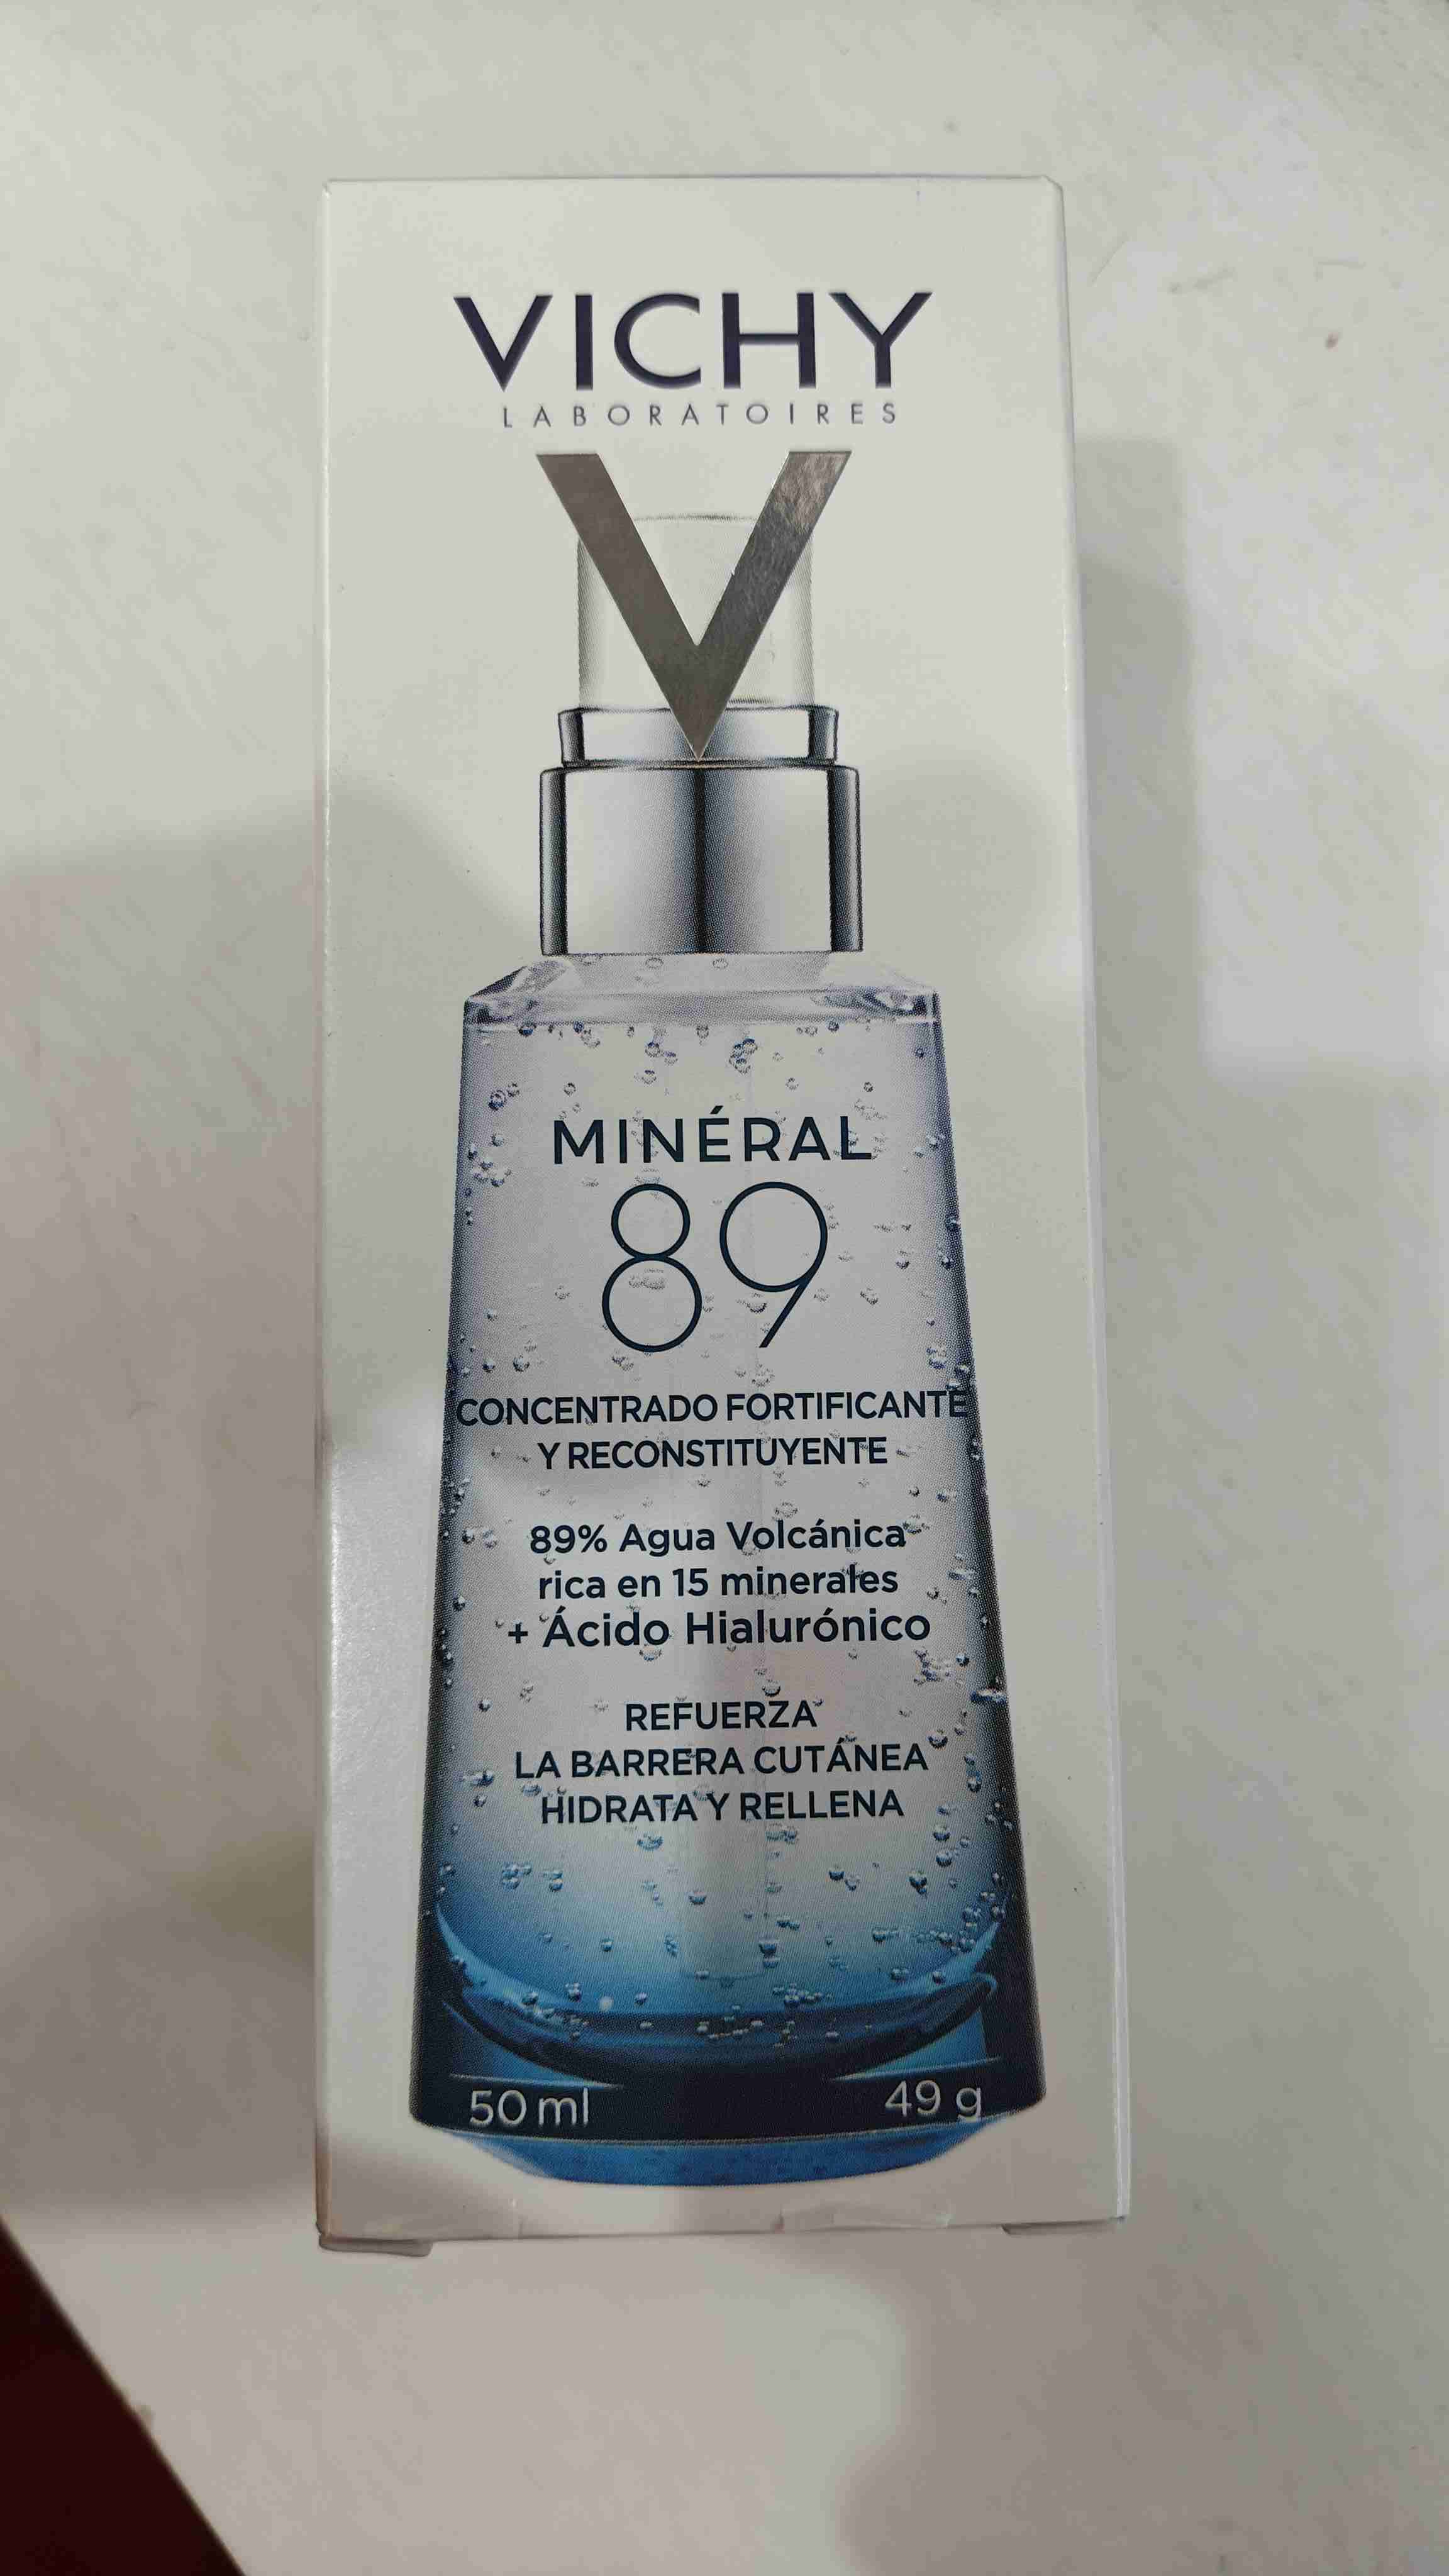 VICHY
LABORATOIRES
MINÉRAL
89
CONCENTRADO FORTIFICANTE
Y RECONSTITUYENTE
89% Agua Volcánica
rica en 15 minerales
+ Ácido Hialurónico
REFUERZA
LA BARRERA CUTÁNEA
HIDRATA Y RELLENA
50 ml 49 g